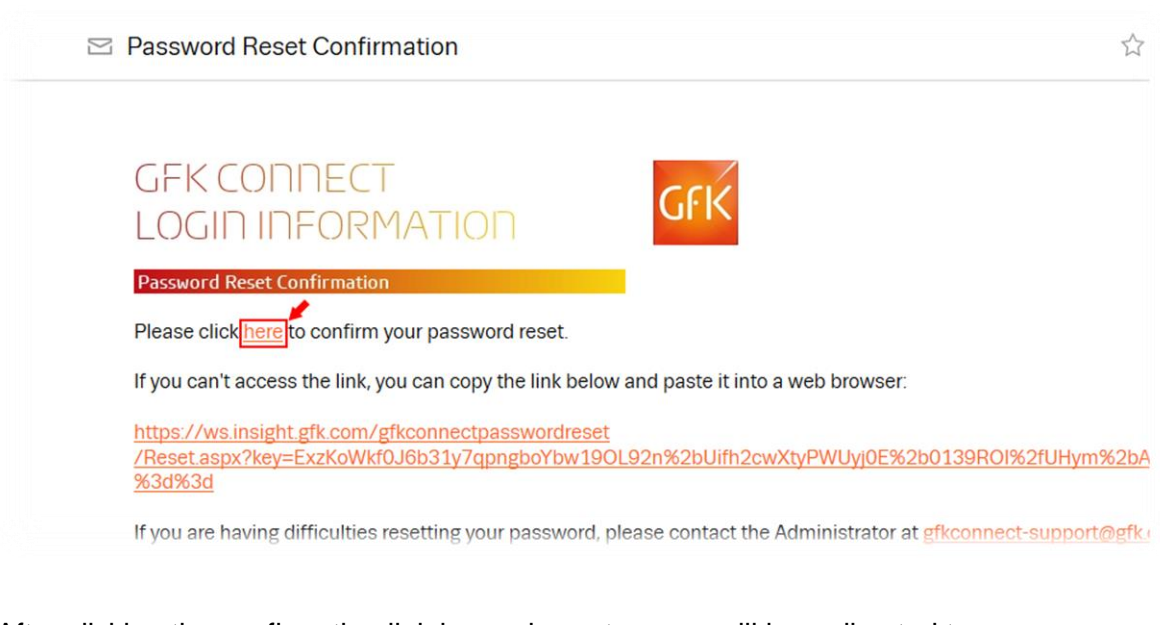 Password Reset Confirmation
GFK CONNECT
LOGIN INFORMATION
GFK
Password Reset Confirmation
Please click here to confirm your password reset.
If you can't access the link, you can copy the link below and paste it into a web browser:
https://ws.insight.gfk.com/gfkconnectpasswordreset
/Reset.aspx?key=ExzKoWkf0J6b31y7qpngboYbw19OL92n%2bUifh2cwXtyPWUyj0E%2b0139ROI%2fUHym%2bA
%3d%3d
If you are having difficulties resetting your password, please contact the Administrator at gfkconnect-support@gfk.